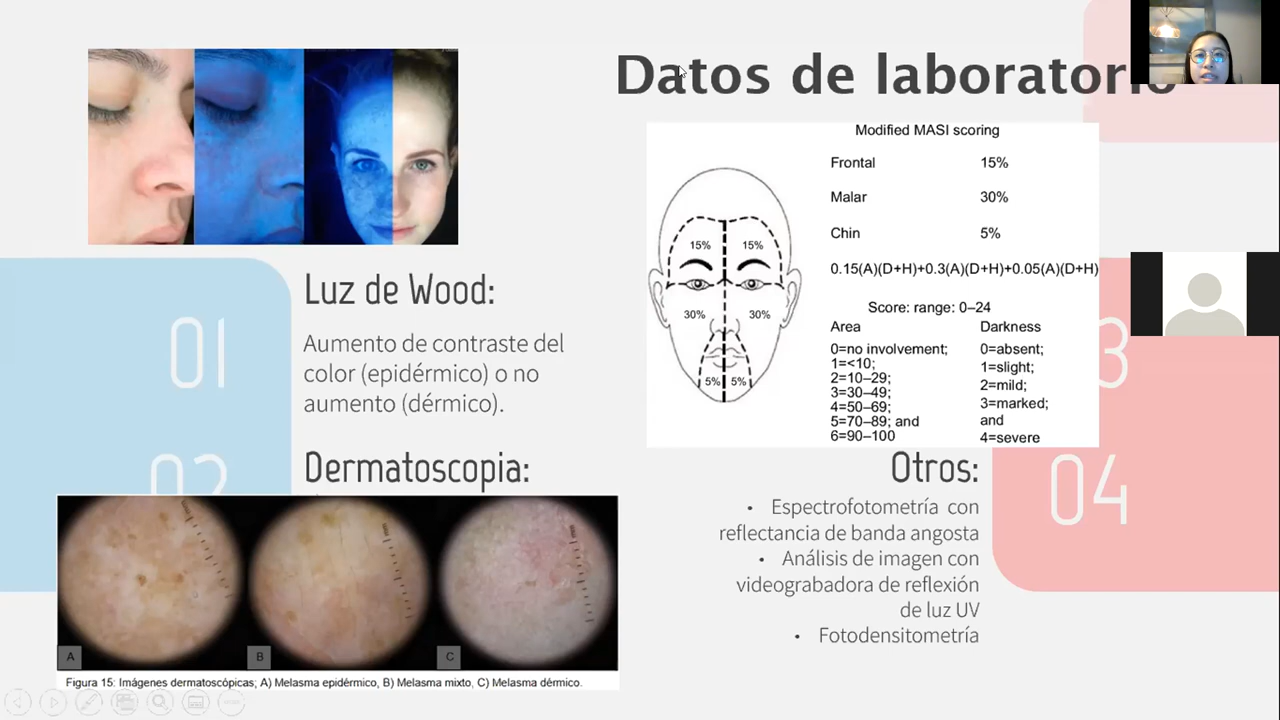 Datos de laboratorio
01
Luz de Wood:
Aumento de contraste del
color (epidérmico) o no
aumento (dérmico).
02
Dermatoscopia:
A
B
C
Figura 15: Imágenes dermatoscópicas; A) Melasma epidérmico, B) Melasma mixto, C) Melasma dérmico.
Modified MASI scoring
Frontal 15%
Malar 30%
Chin 5%
0.15(A)(D+H)+0.3(A)(D+H)+0.05(A)(D+H)
Score: range: 0–24
Area Darkness
0=no involvement; 0=absent;
1=<10; 1=slight;
2=10–29; 2=mild;
3=30–49; 3=marked;
4=50–69; and
5=70–89; and 4=severe
6=90–100
15% 15%
30% 30%
5% 5%
3
Otros:
04
• Espectrofotometría con
reflectancia de banda angosta
• Análisis de imagen con
videograbadora de reflexión
de luz UV
• Fotodensitometría